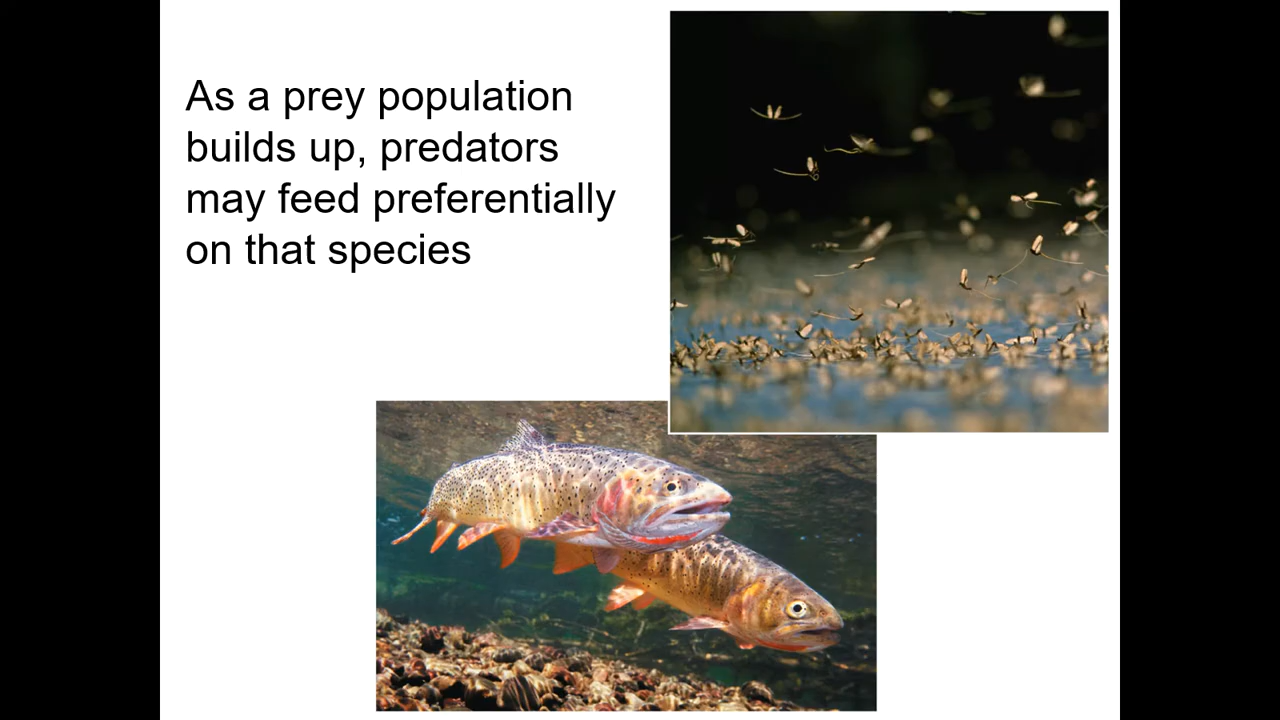 As a prey population
builds up, predators
may feed preferentially
on that species